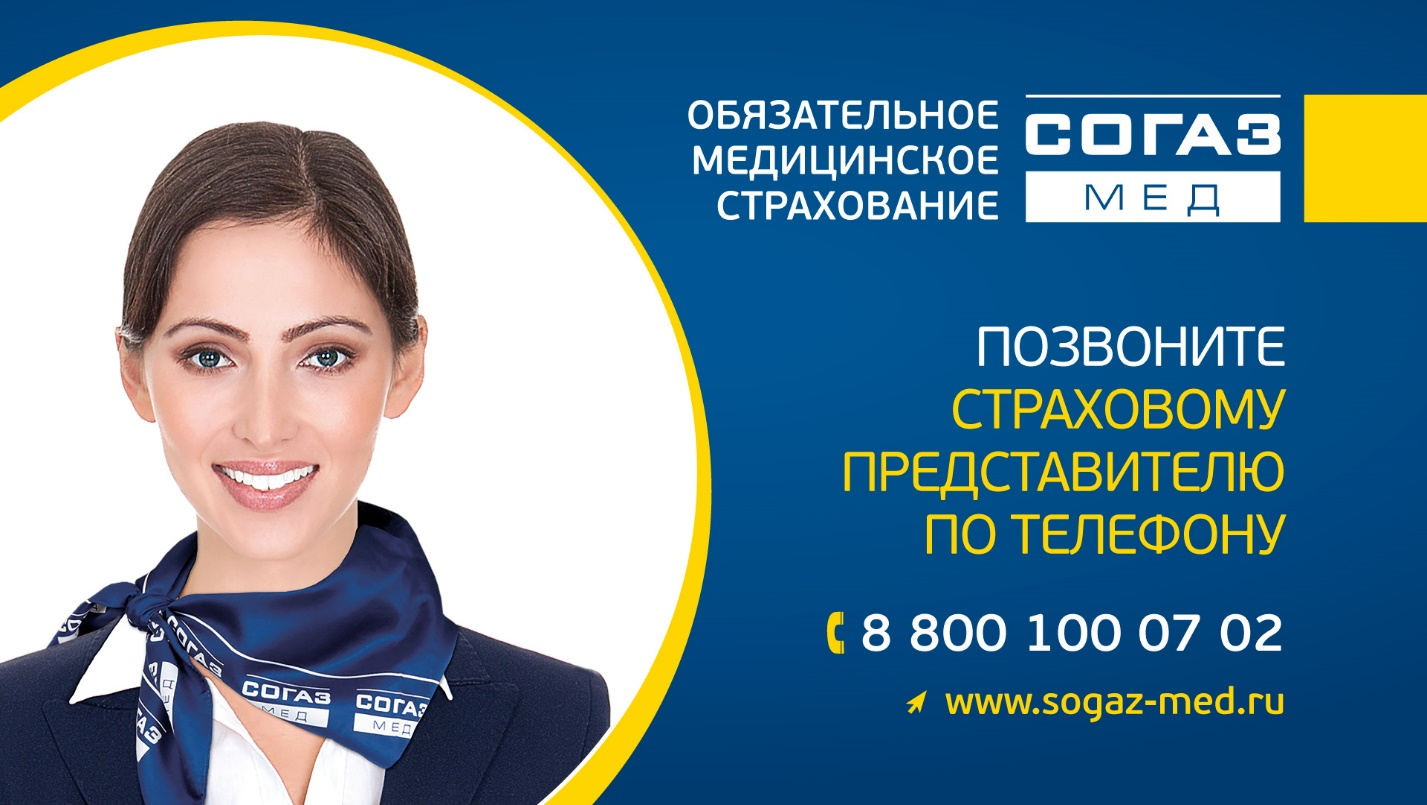 ОБЯЗАТЕЛЬНОЕ
МЕДИЦИНСКОЕ
СТРАХОВАНИЕ
СОГАЗ
МЕД
ПОЗВОНИТЕ
СТРАХОВОМУ
ПРЕДСТАВИТЕЛЮ
ПО ТЕЛЕФОНУ
8 800 100 07 02
www.sogaz-med.ru
СОГАЗ
СОГАЗ
МЕД
СОГАЗ
МЕД